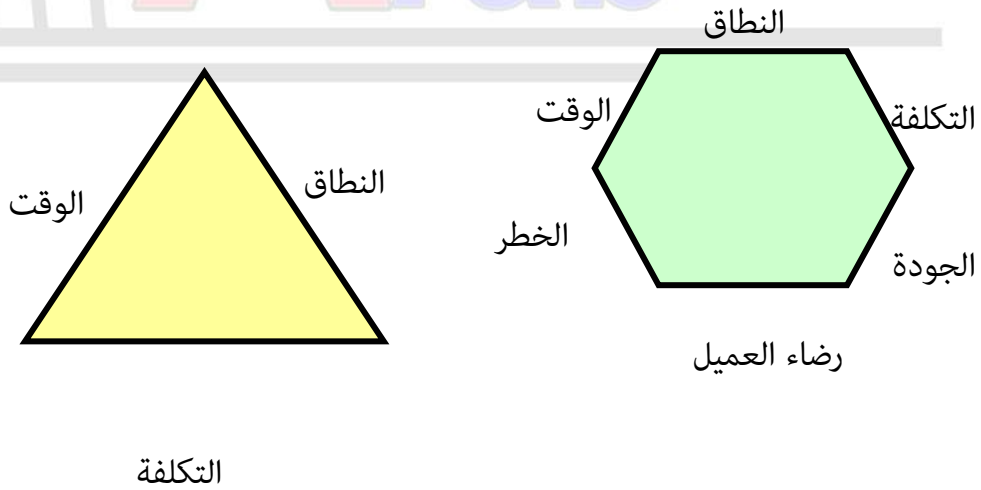 النطاق
التكلفة
الوقت
النطاق
الوقت
الخطر
الجودة
رضاء العميل
التكلفة